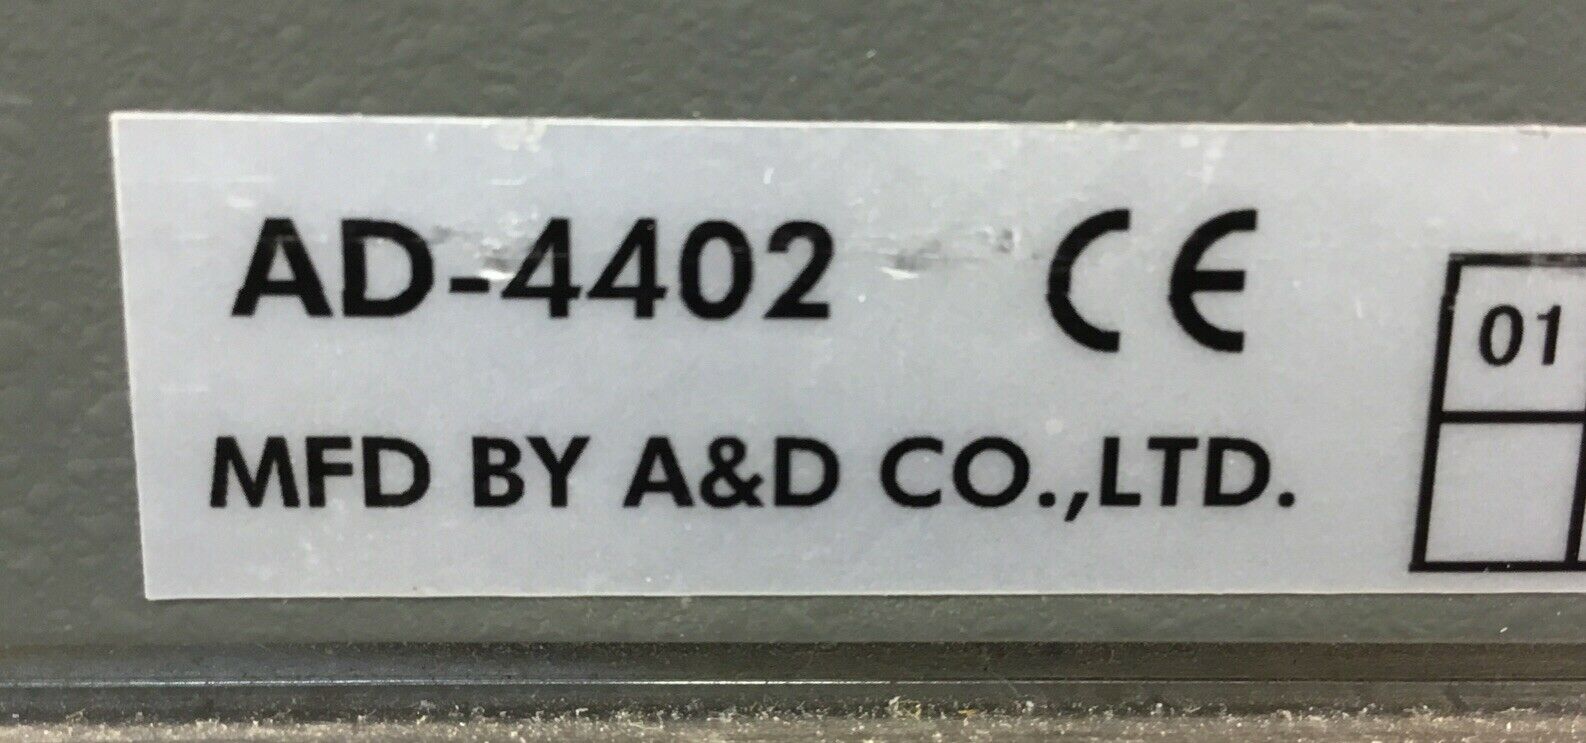 AD-4402 CE
01
MFD BY A&D CO.,LTD.